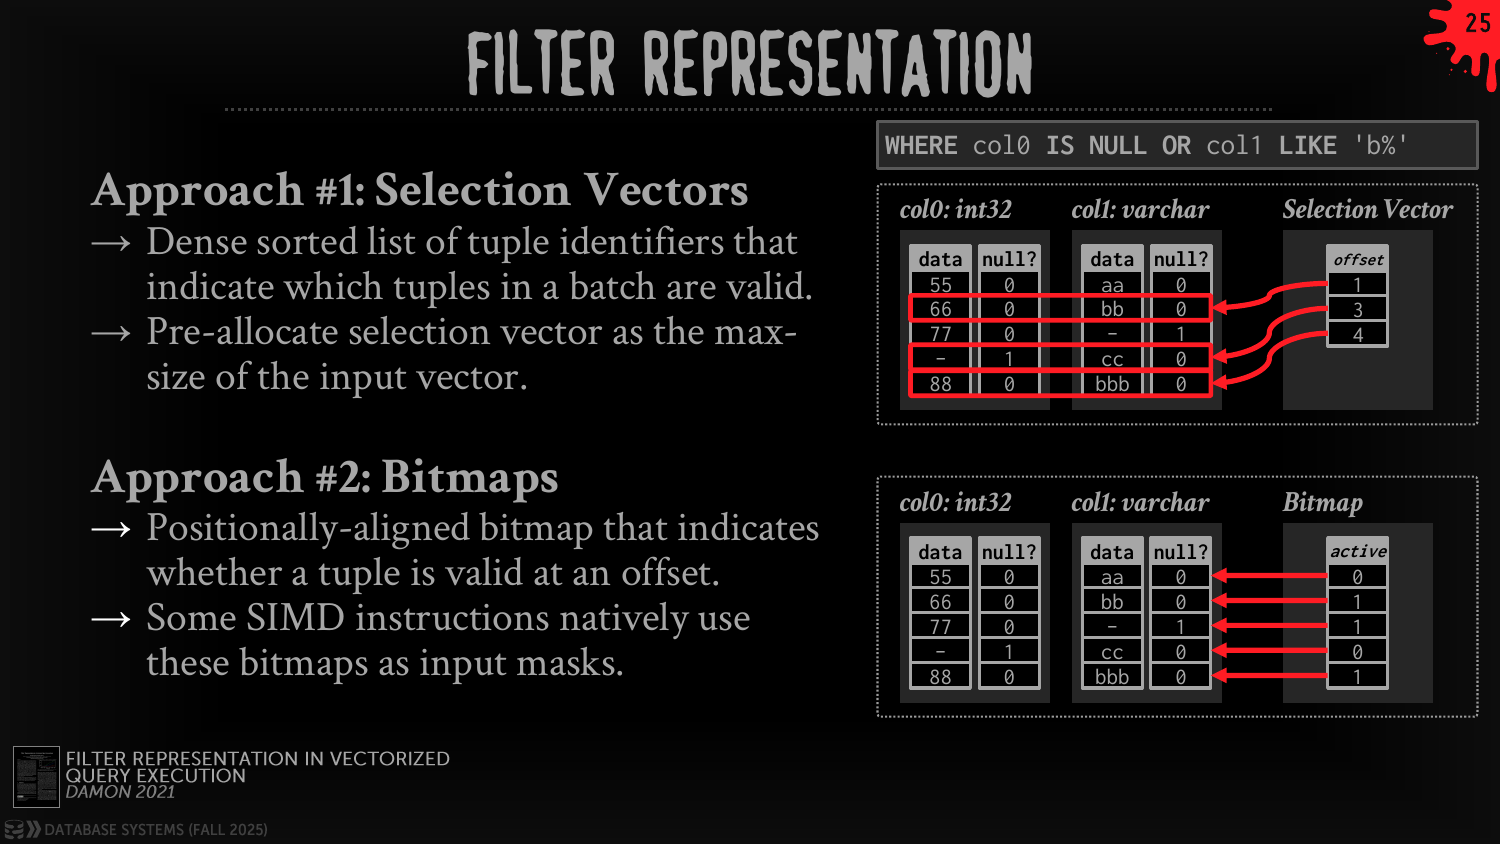 25
FILTER REPRESENTATION
WHERE col0 IS NULL OR col1 LIKE 'b%'
Approach #1: Selection Vectors
→ Dense sorted list of tuple identifiers that
indicate which tuples in a batch are valid.
→ Pre-allocate selection vector as the max-
size of the input vector.
col0: int32 col1: varchar Selection Vector
data null? data null? offset
55 0 aa 0 1
66 0 bb 0 3
77 0 - 1 4
- 1 cc 0
88 0 bbb 0
Approach #2: Bitmaps
→ Positionally-aligned bitmap that indicates
whether a tuple is valid at an offset.
→ Some SIMD instructions natively use
these bitmaps as input masks.
col0: int32 col1: varchar Bitmap
data null? data null? active
55 0 aa 0 0
66 0 bb 0 1
77 0 - 1 1
- 1 cc 0 0
88 0 bbb 0 1
FILTER REPRESENTATION IN VECTORIZED
QUERY EXECUTION
DAMON 2021
DATABASE SYSTEMS (FALL 2025)